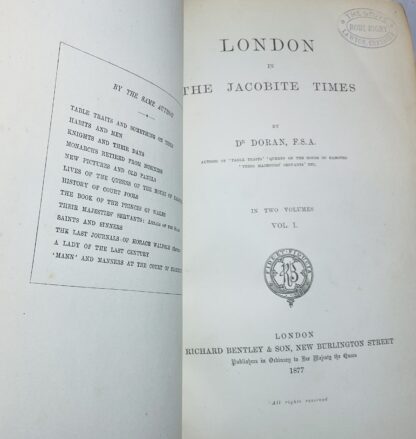 BY THE SAME AUTHOR
TABLE TRAITS AND SOMETHING ON THEM
HABITS AND MEN
KNIGHTS AND THEIR DAYS
MONARCHS RETIRED FROM BUSINESS
NEW PICTURES AND OLD PANELS
LIVES OF THE QUEENS OF THE HOUSE OF
HISTORY OF COURT FOOLS
THE BOOK OF THE PRINCES OF WALES
THEIR MAJESTIES' SERVANTS:
SAINTS AND SINNERS
THE LAST JOURNALS OF HORACE WALPOLE
A LADY OF THE LAST CENTURY
'MANN' AND MANNERS AT THE COURT OF
LONDON
IN
THE JACOBITE TIMES
BY
DR DORAN, F.S.A.
AUTHOR OF 'TABLE TRAITS' 'QUEENS OF THE HOUSE OF HANOVER'
'THEIR MAJESTIES' SERVANTS' ETC.
IN TWO VOLUMES
VOL. I.
LONDON
RICHARD BENTLEY & SON, NEW BURLINGTON STREET
Publishers in Ordinary to Her Majesty the Queen
1877
All rights reserved